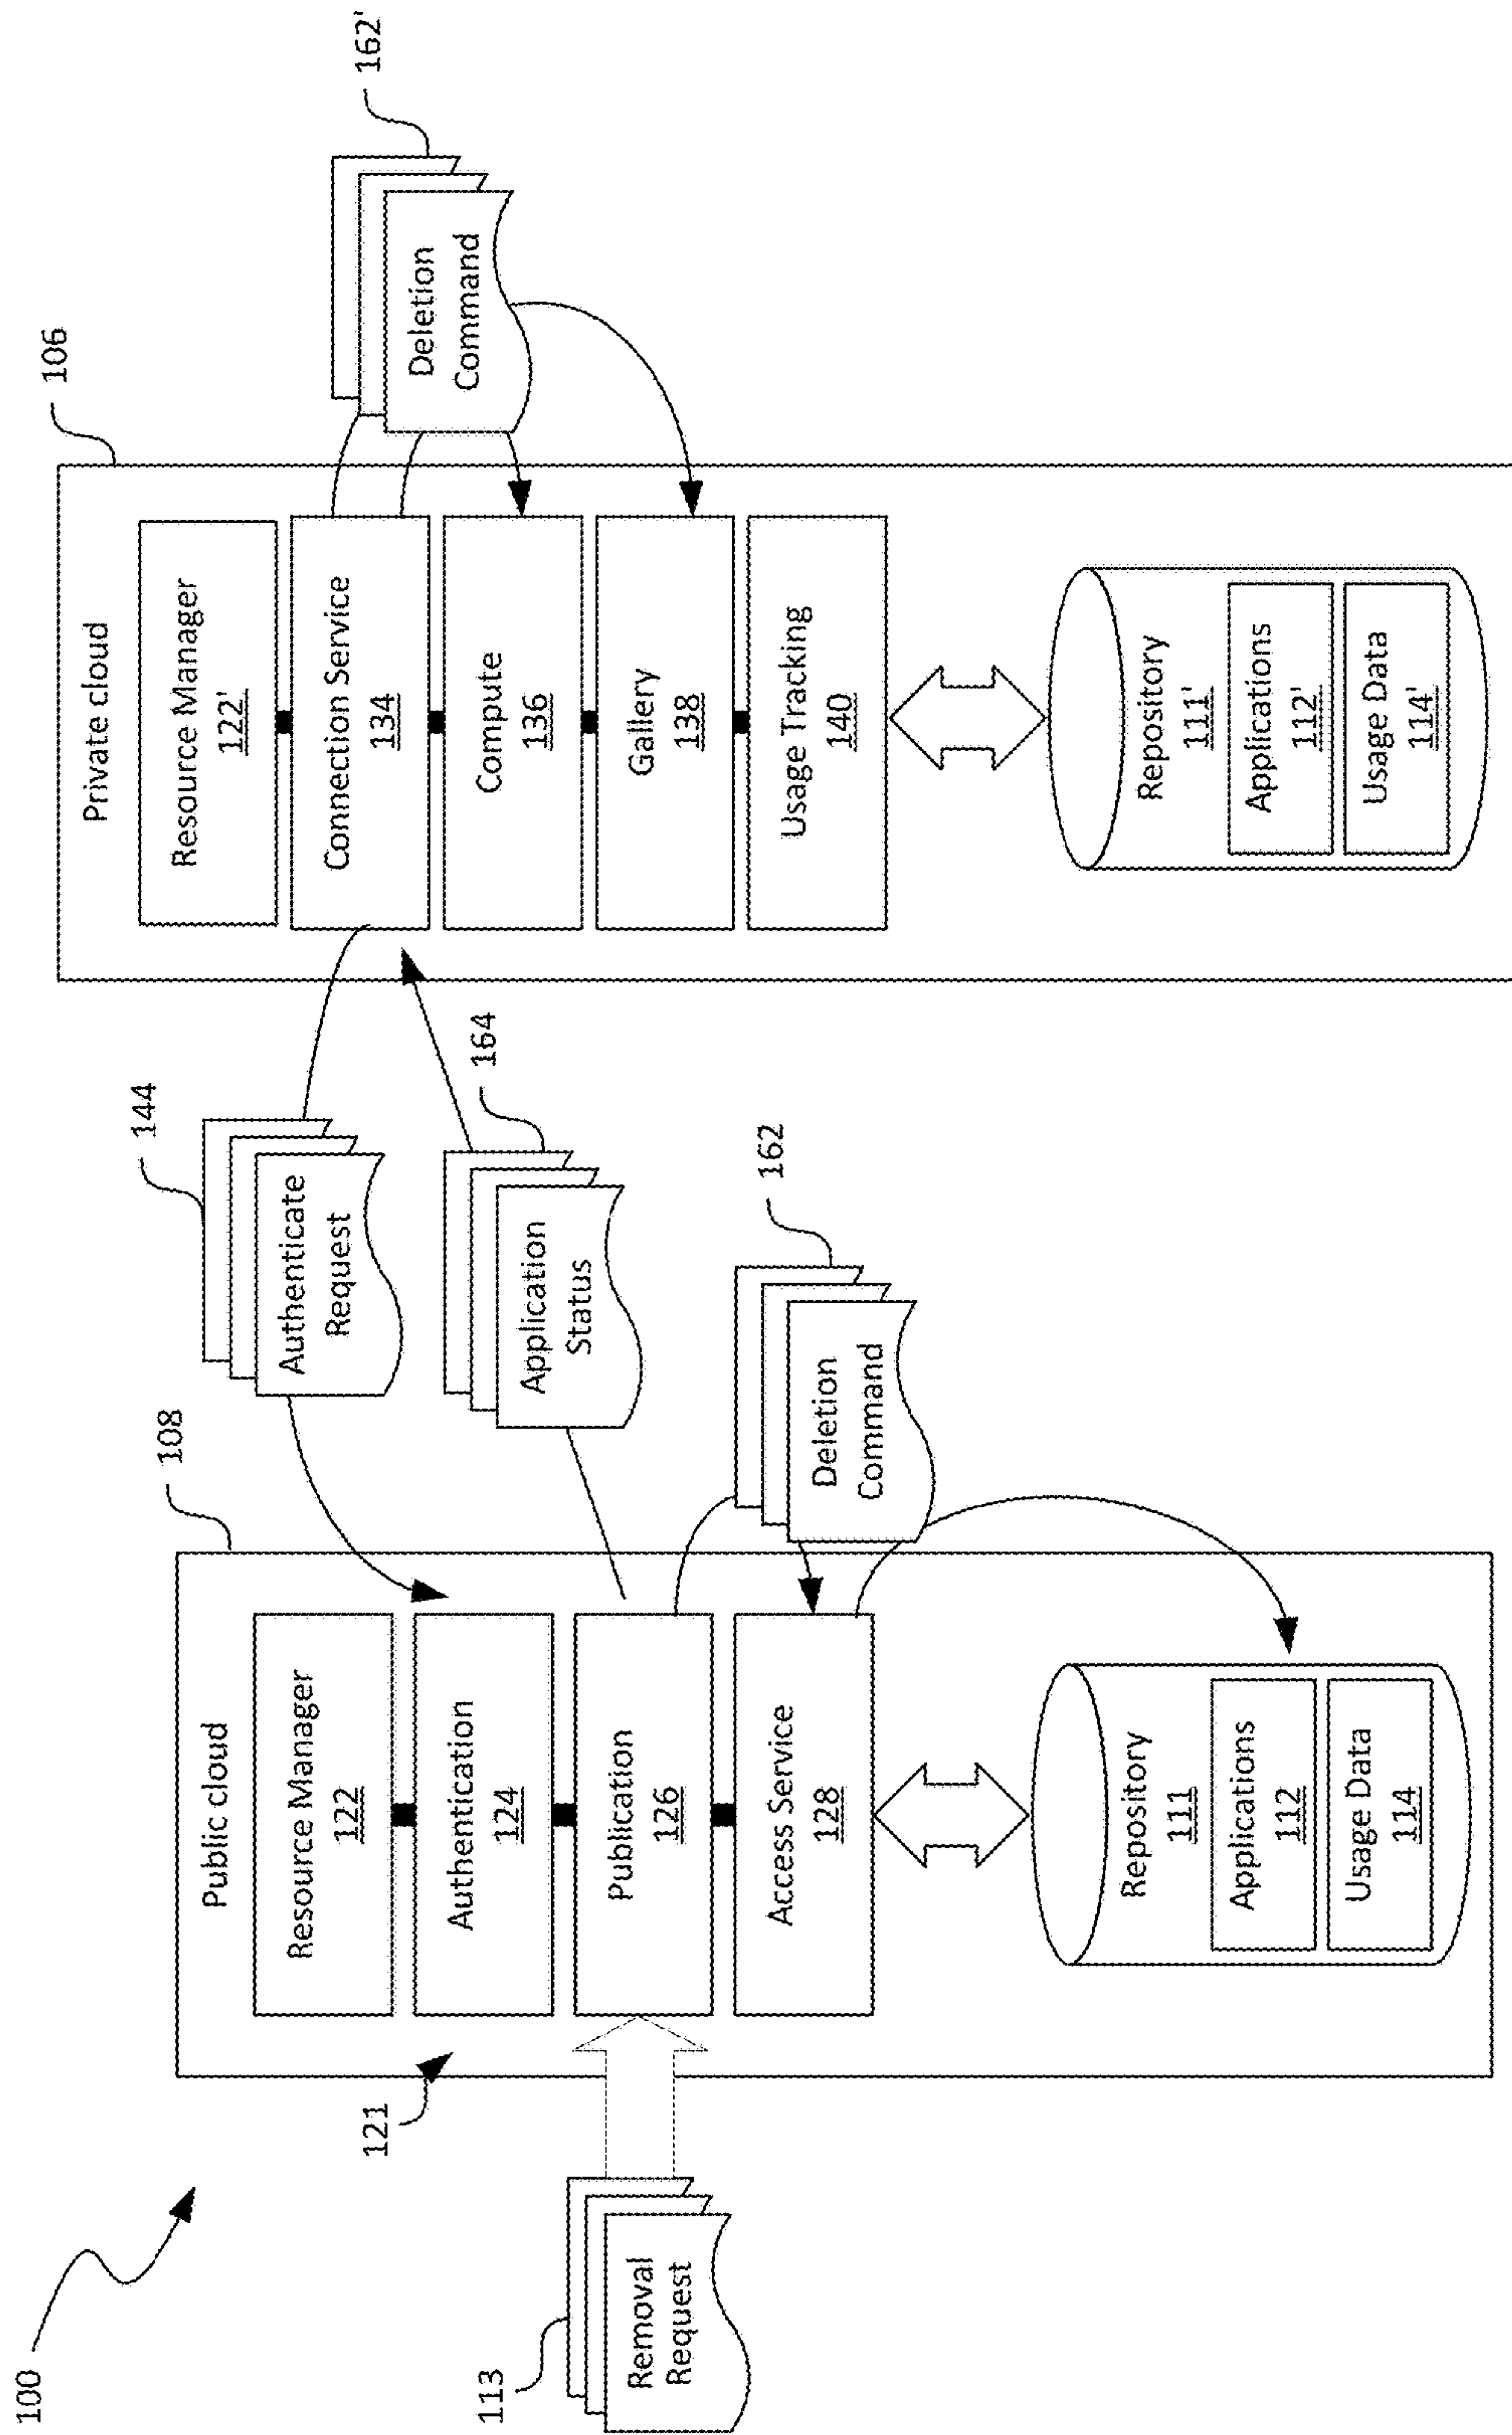 100
113
Removal
Request
121
108
Public cloud
Resource Manager
122
Authentication
124
Publication
126
Access Service
128
Repository
111
Applications
112
Usage Data
114
144
Authenticate
Request
164
Application
Status
162
Deletion
Command
106
Private cloud
Resource Manager
122'
Connection Service
134
Compute
136
Gallery
138
Usage Tracking
140
Repository
111'
Applications
112'
Usage Data
114'
162'
Deletion
Command